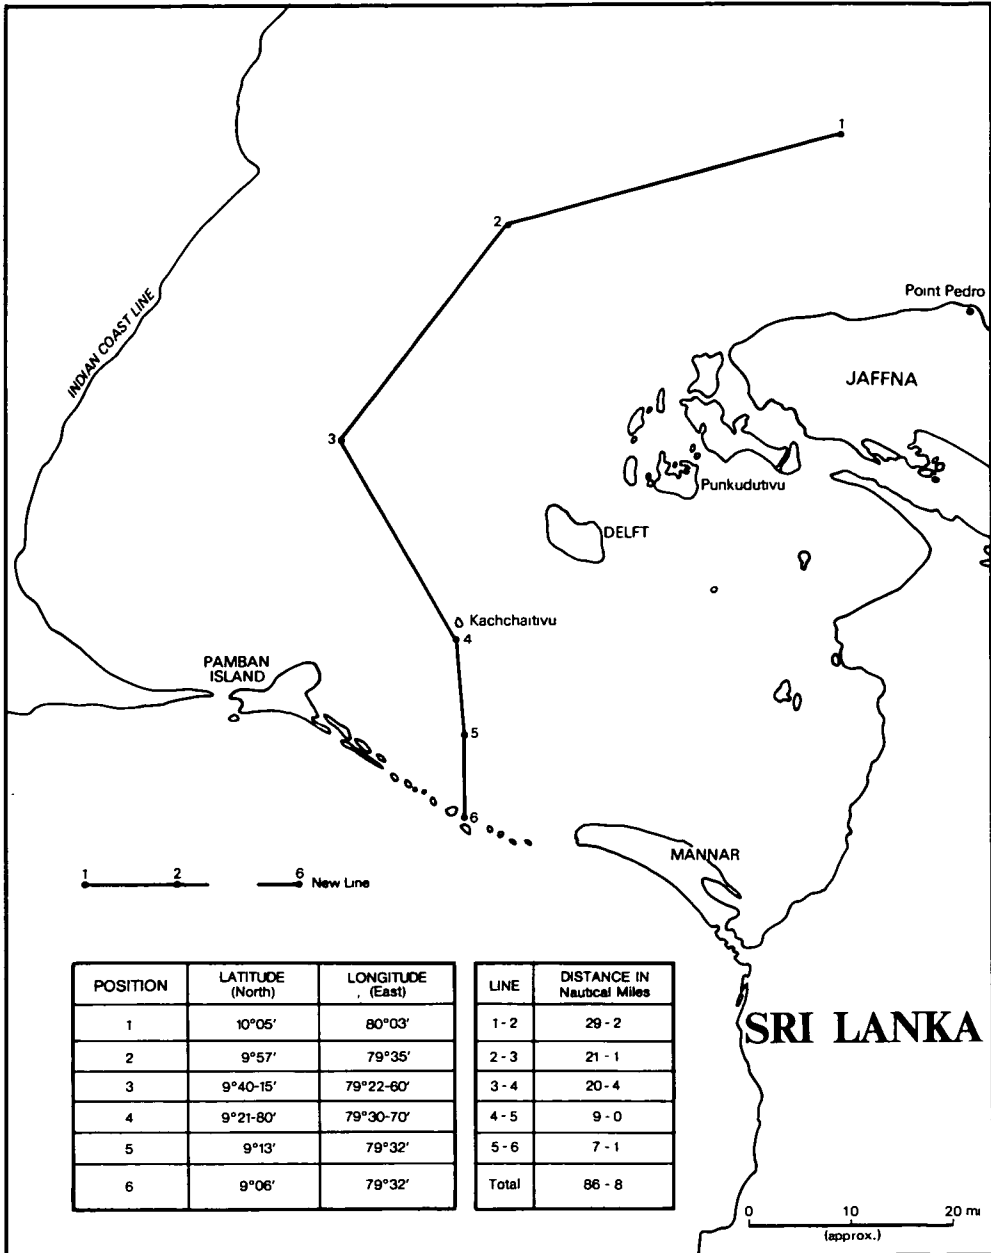 1
2
Point Pedro
INDIAN COAST LINE
JAFFNA
3
Punkudutivu
DELFT
Kachchaitivu
4
PAMBAN
ISLAND
5
6
MANNAR
1 2 6 New Line
POSITION LATITUDE (North) LONGITUDE (East)
1 10°05' 80°03'
2 9°57' 79°35'
3 9°40-15' 79°22-60'
4 9°21-80' 79°30-70'
5 9°13' 79°32'
6 9°06' 79°32'
LINE DISTANCE IN Nautical Miles
1 - 2 29 - 2
2 - 3 21 - 1
3 - 4 20 - 4
4 - 5 9 - 0
5 - 6 7 - 1
Total 86 - 8
SRI LANKA
0 10 20 mi
(approx.)